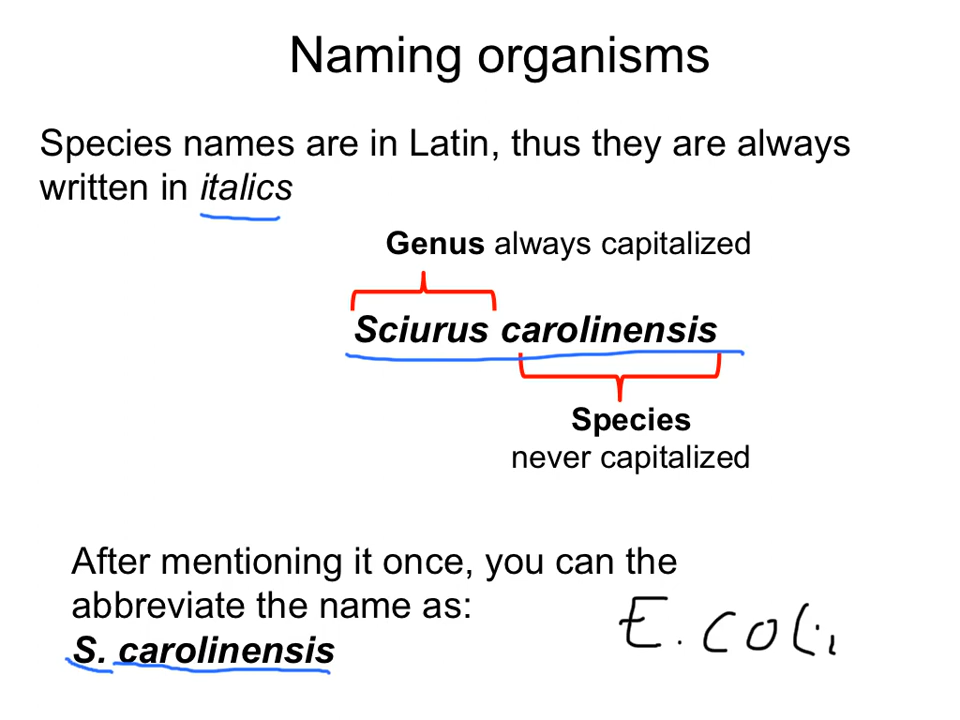 Naming organisms
Species names are in Latin, thus they are always
written in italics
Genus always capitalized
Sciurus carolinensis
Species
never capitalized
After mentioning it once, you can the
abbreviate the name as:
S. carolinensis
E. coli